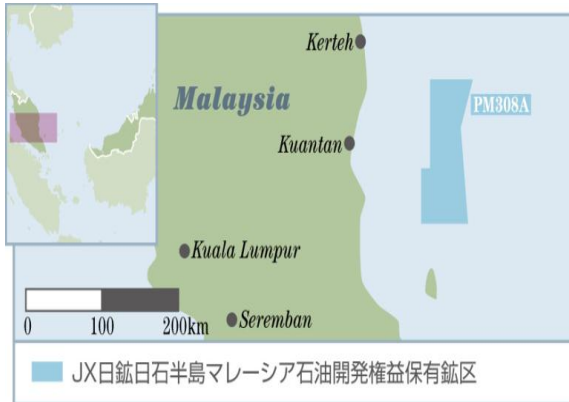 Kerteh
Malaysia
PM308A
Kuantan
Kuala Lumpur
0 100 200km
Seremban
JX日鉱日石半島マレーシア石油開発権益保有鉱区